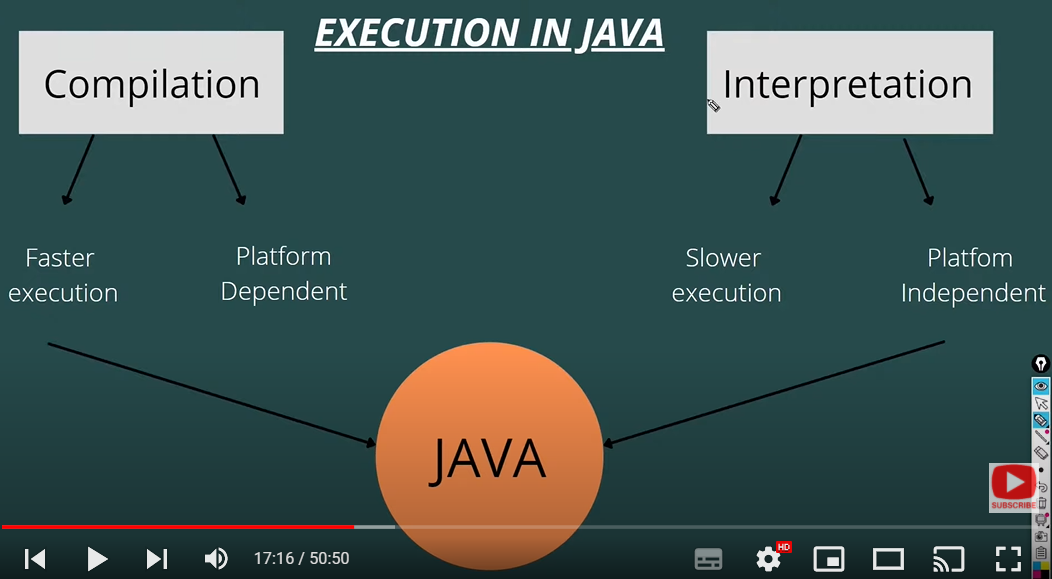 EXECUTION IN JAVA
Compilation
Interpretation
Faster
execution
Platform
Dependent
Slower
execution
Platfom
Independent
JAVA
SUBSCRIBE
17:16 / 50:50
HD